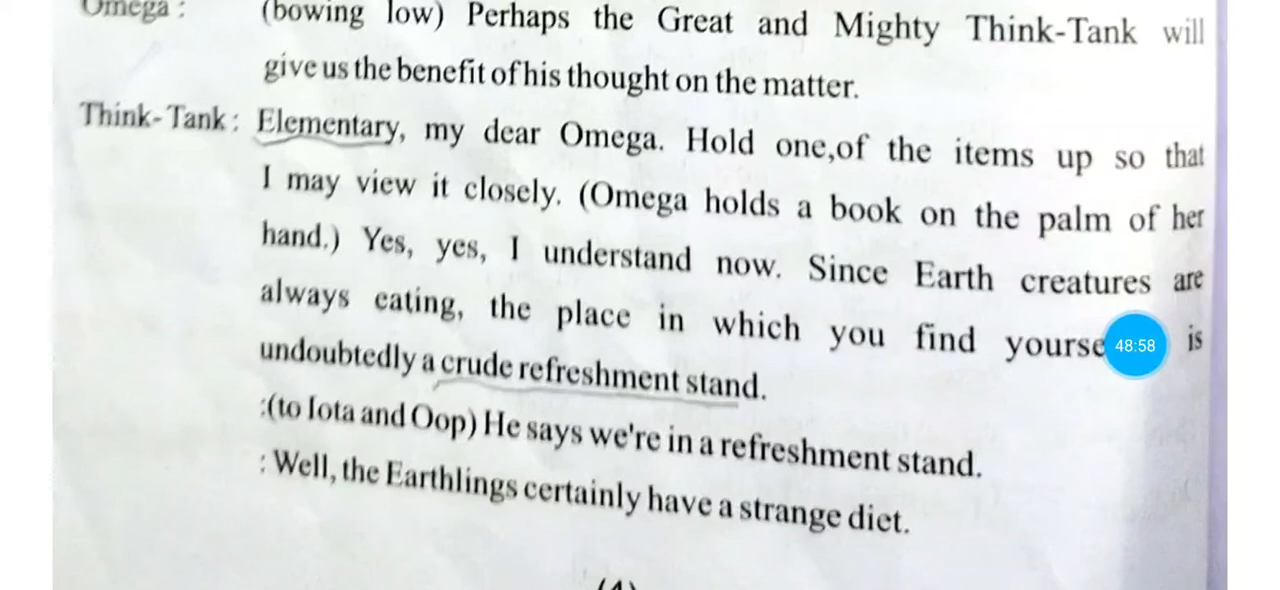 Omega : (bowing low) Perhaps the Great and Mighty Think-Tank will
give us the benefit of his thought on the matter.
Think-Tank : Elementary, my dear Omega. Hold one,of the items up so that
I may view it closely. (Omega holds a book on the palm of her
hand.) Yes, yes, I understand now. Since Earth creatures are
always eating, the place in which you find yourse is
48:58
undoubtedly a crude refreshment stand.
:(to Iota and Oop) He says we're in a refreshment stand.
: Well, the Earthlings certainly have a strange diet.